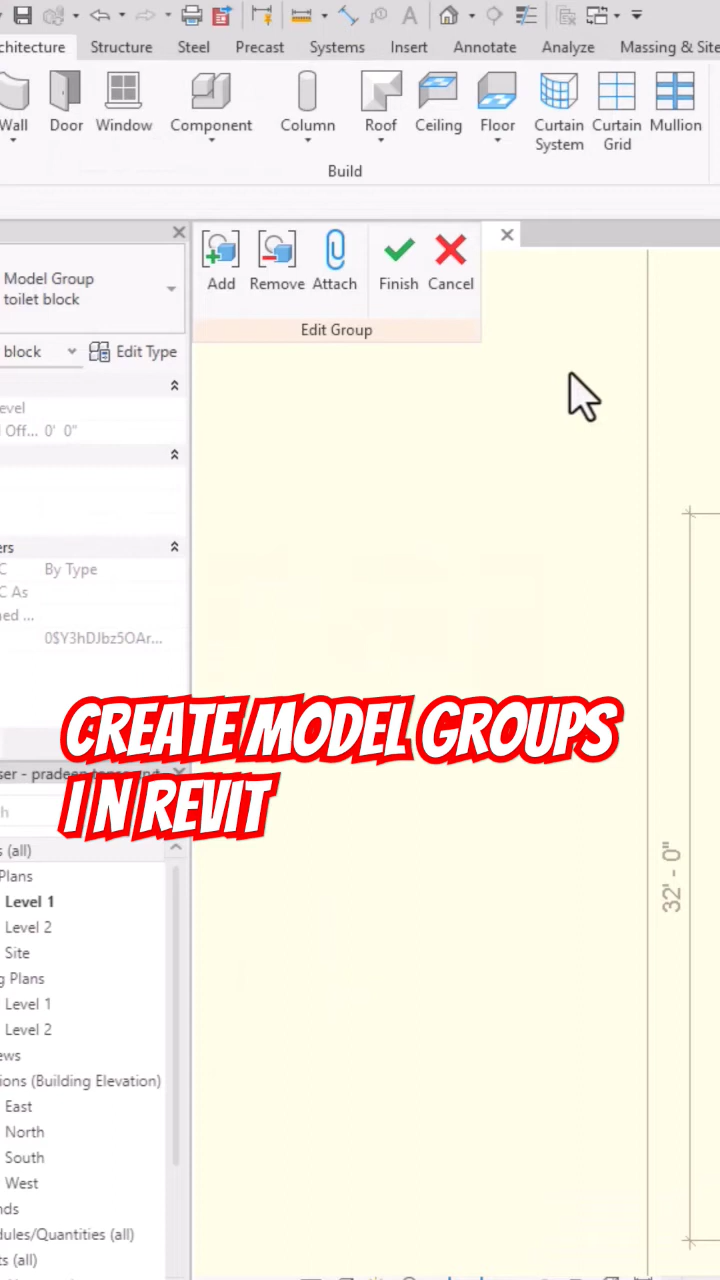 chitecture Structure Steel Precast Systems Insert Annotate Analyze Massing & Site
Wall Door Window Component Column Roof Ceiling Floor Curtain System Curtain Grid Mullion
Build
Model Group
toilet block
block Edit Type
Add Remove Attach Finish Cancel
Edit Group
evel
Off... 0' 0"
ers
C By Type
C As
ned ...
0$Y3hDJbz5OAr...
CREATE MODEL GROUPS
IN REVIT
ser - pradeep
h
s (all)
Plans
Level 1
Level 2
Site
g Plans
Level 1
Level 2
ews
ions (Building Elevation)
East
North
South
West
nds
dules/Quantities (all)
ts (all)
32' - 0"